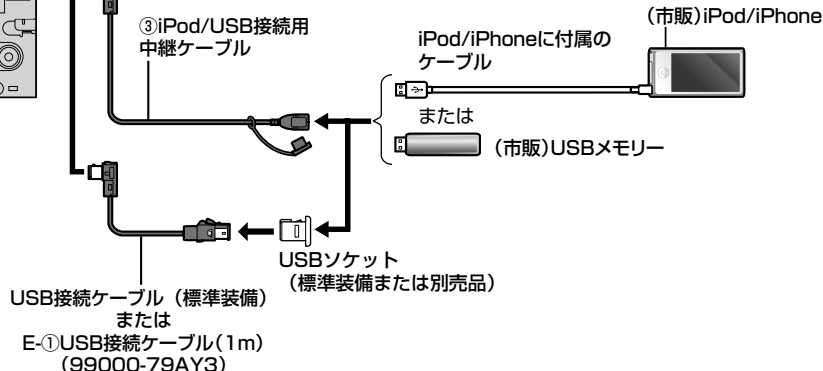 (市販)iPod/iPhone
③iPod/USB接続用
中継ケーブル
iPod/iPhoneに付属の
ケーブル
または
(市販)USBメモリー
USBソケット
(標準装備または別売品)
USB接続ケーブル(標準装備)
または
E-①USB接続ケーブル(1m)
(99000-79AY3)